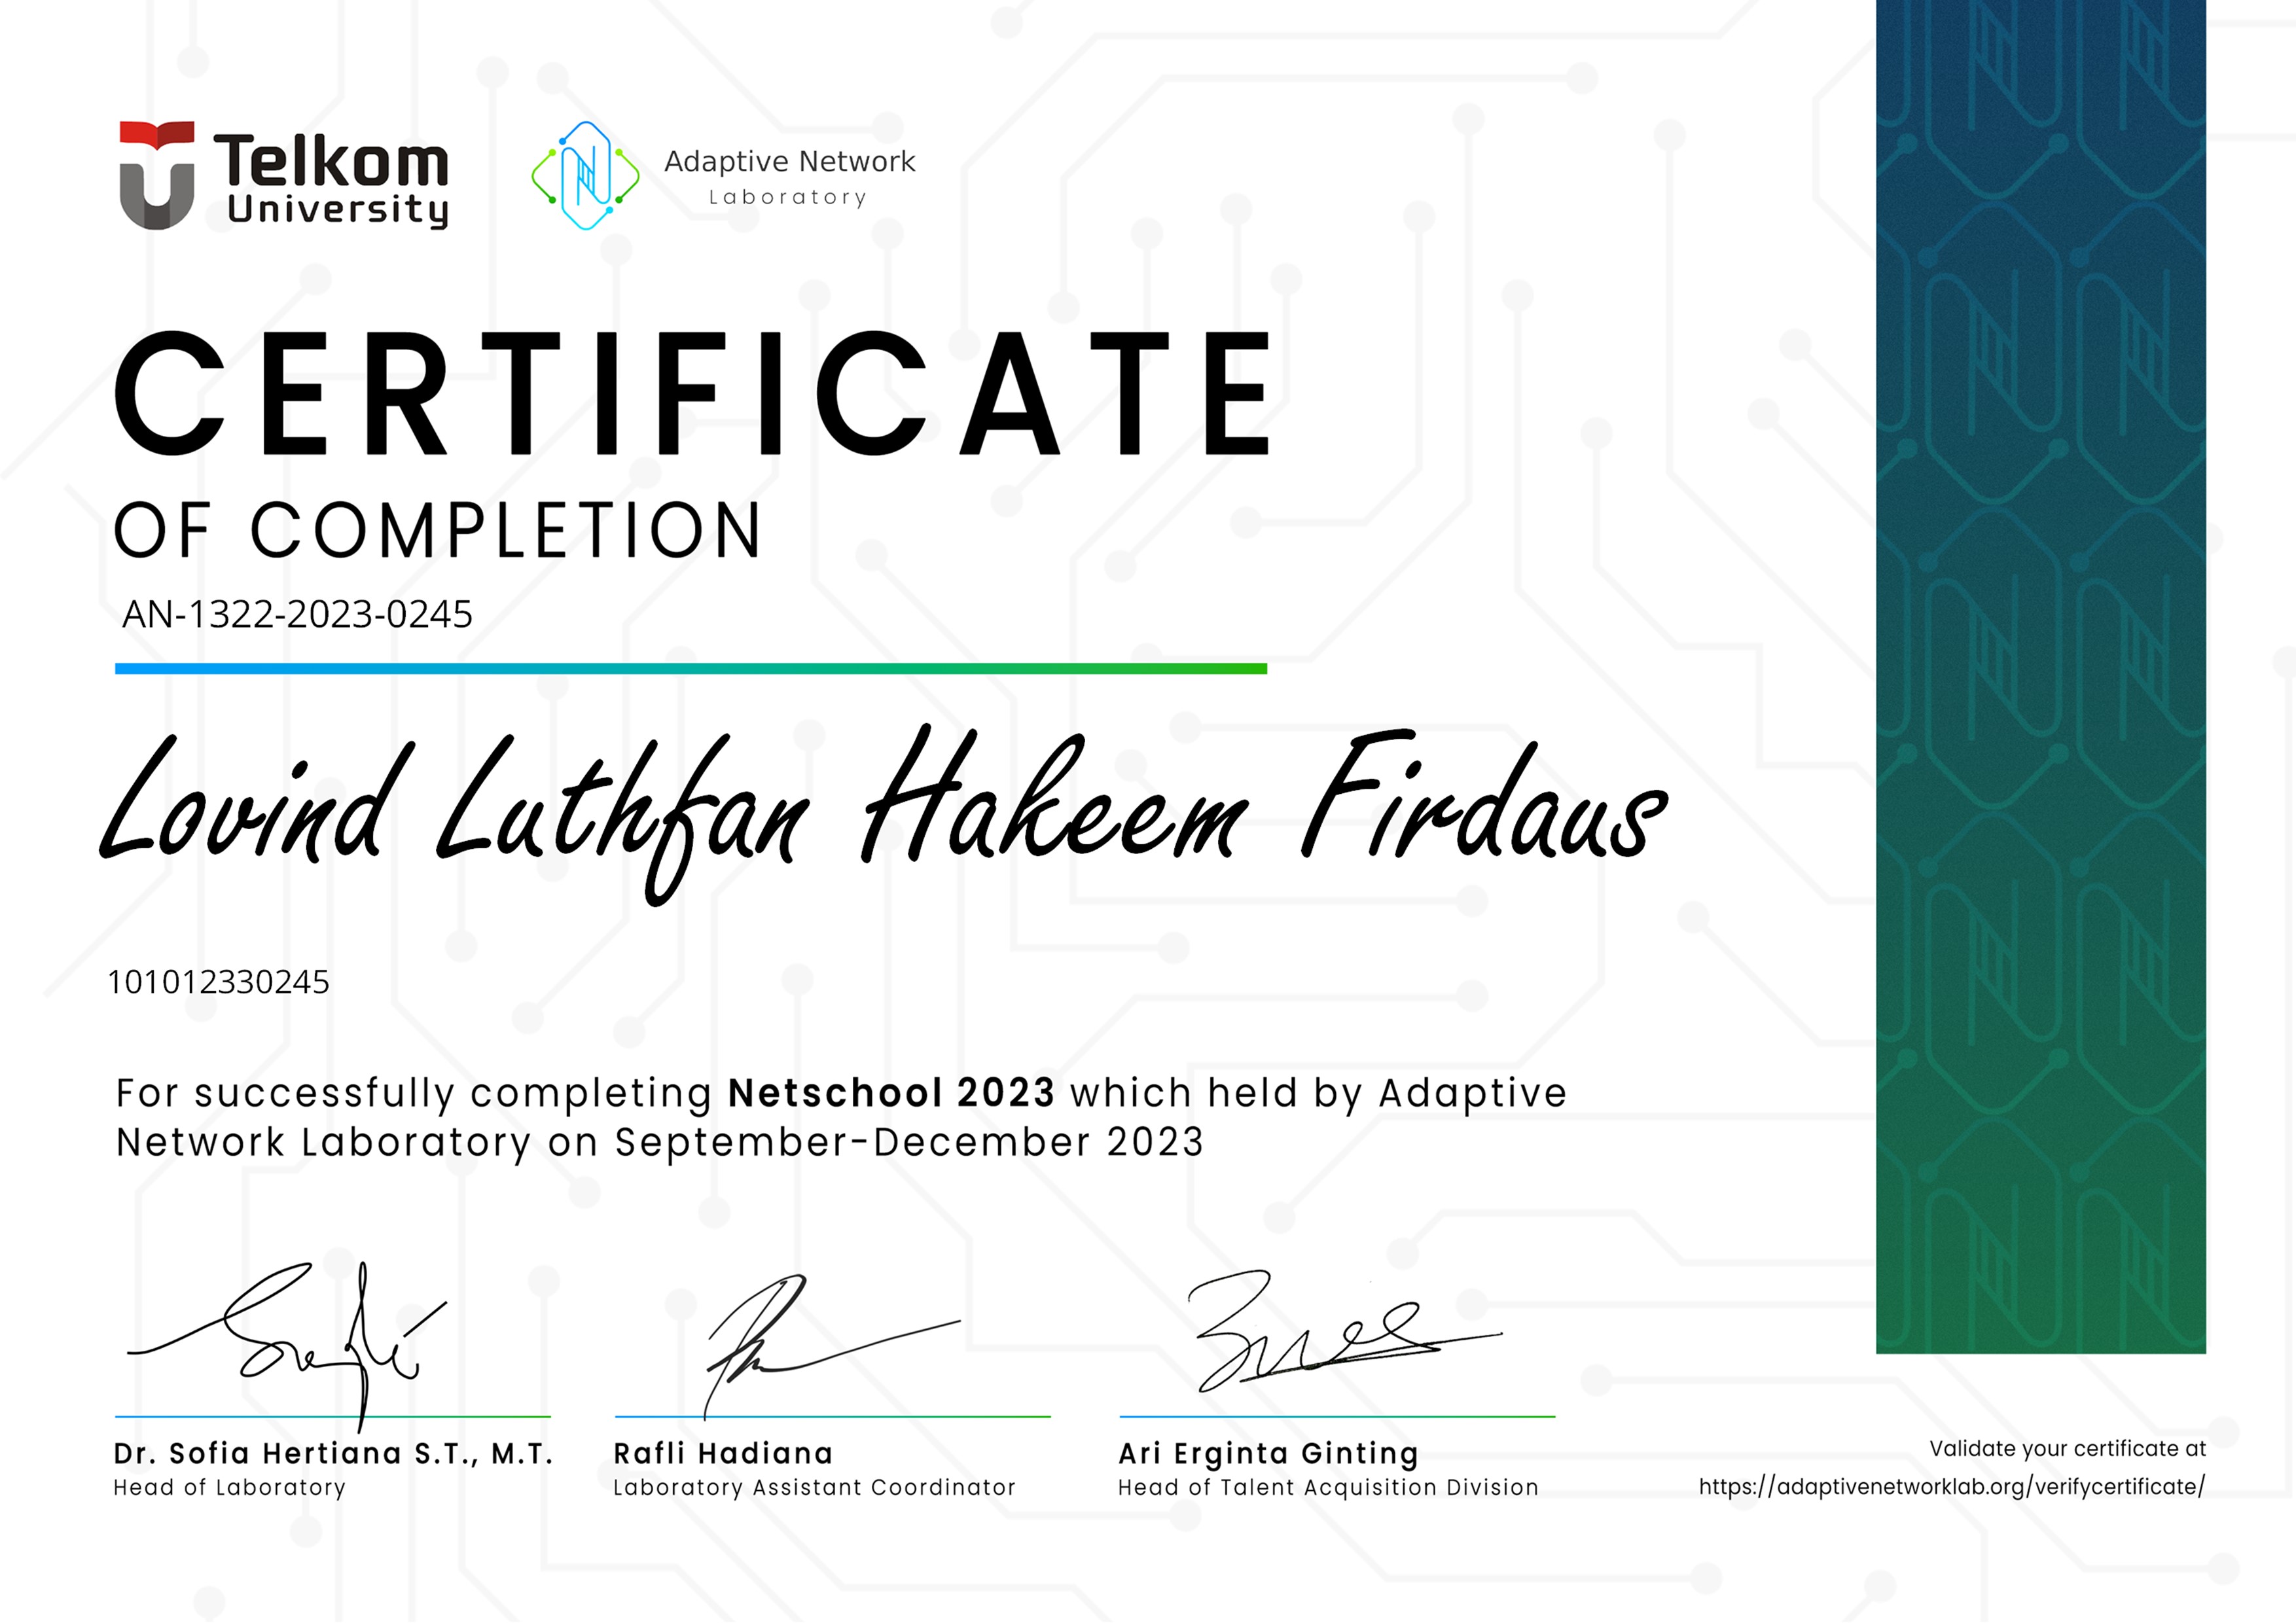 Telkom
University
Adaptive Network
Laboratory
CERTIFICATE
OF COMPLETION
AN-1322-2023-0245
Lovind Luthfan Hakeem Firdaus
101012330245
For successfully completing Netschool 2023 which held by Adaptive
Network Laboratory on September-December 2023
Dr. Sofia Hertiana S.T., M.T.
Head of Laboratory
Rafli Hadiana
Laboratory Assistant Coordinator
Ari Erginta Ginting
Head of Talent Acquisition Division
Validate your certificate at
https://adaptivenetworklab.org/verifycertificate/